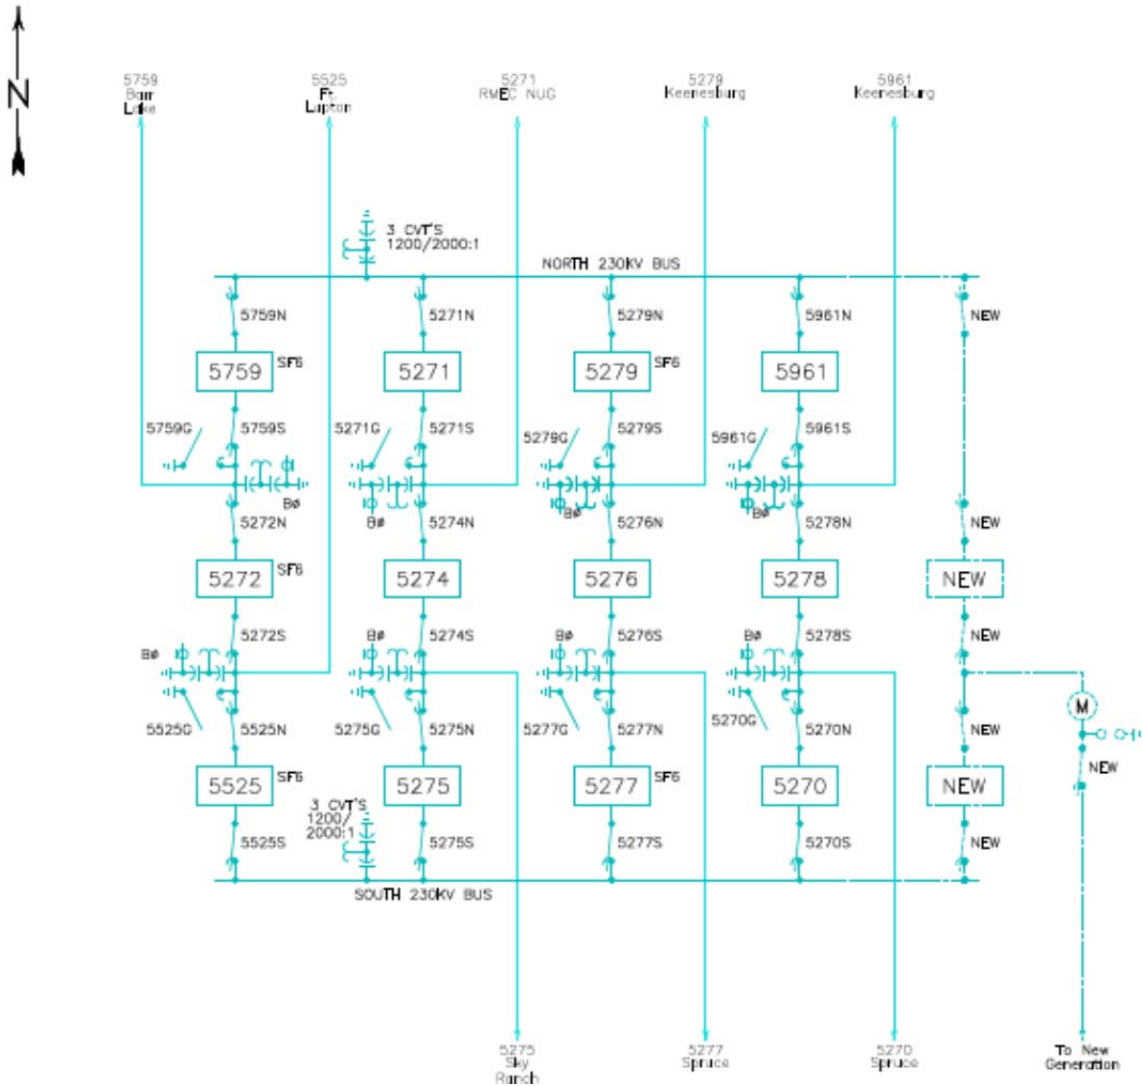 N
5759
Barr
Lake
5525
Ft.
Lupton
5271
RMEC NUG
5279
Keenesburg
5961
Keenesburg
3 CVT'S
1200/2000:1
NORTH 230KV BUS
5759N
5271N
5279N
5961N
NEW
5759
SF6
5271
5279
SF6
5961
5759G
5759S
5271G
5271S
5279G
5279S
5961G
5961S
BØ
BØ
BØ
BØ
5272N
5274N
5276N
5278N
NEW
5272
SF6
5274
5276
5278
NEW
BØ
5272S
BØ
5274S
BØ
5276S
BØ
5278S
NEW
5525G
5525N
5275G
5275N
5277G
5277N
5270G
5270N
NEW
M
NEW
5525
SF6
5275
5277
SF6
5270
NEW
3 CVT'S
1200/
2000:1
5525S
5275S
5277S
5270S
NEW
SOUTH 230KV BUS
5275
Sky
Ranch
5277
Spruce
5270
Spruce
To New
Generation